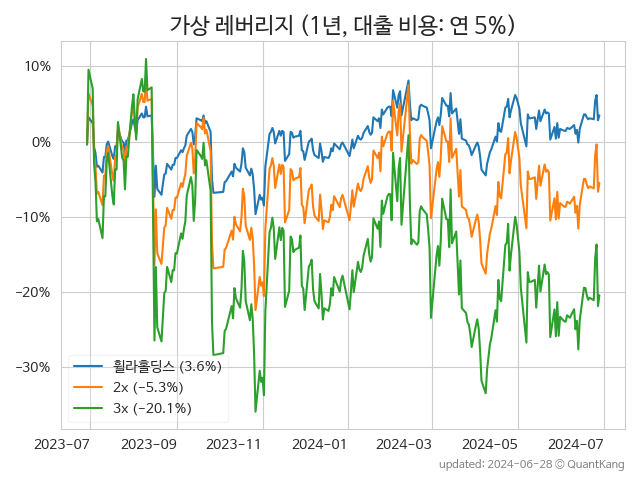 가상 레버리지 (1년, 대출 비용: 연 5%)
10%
0%
−10%
−20%
−30%
휠라홀딩스 (3.6%)
2x (−5.3%)
3x (−20.1%)
2023-07 2023-09 2023-11 2024-01 2024-03 2024-05 2024-07
updated: 2024-06-28 ⓒ QuantKang